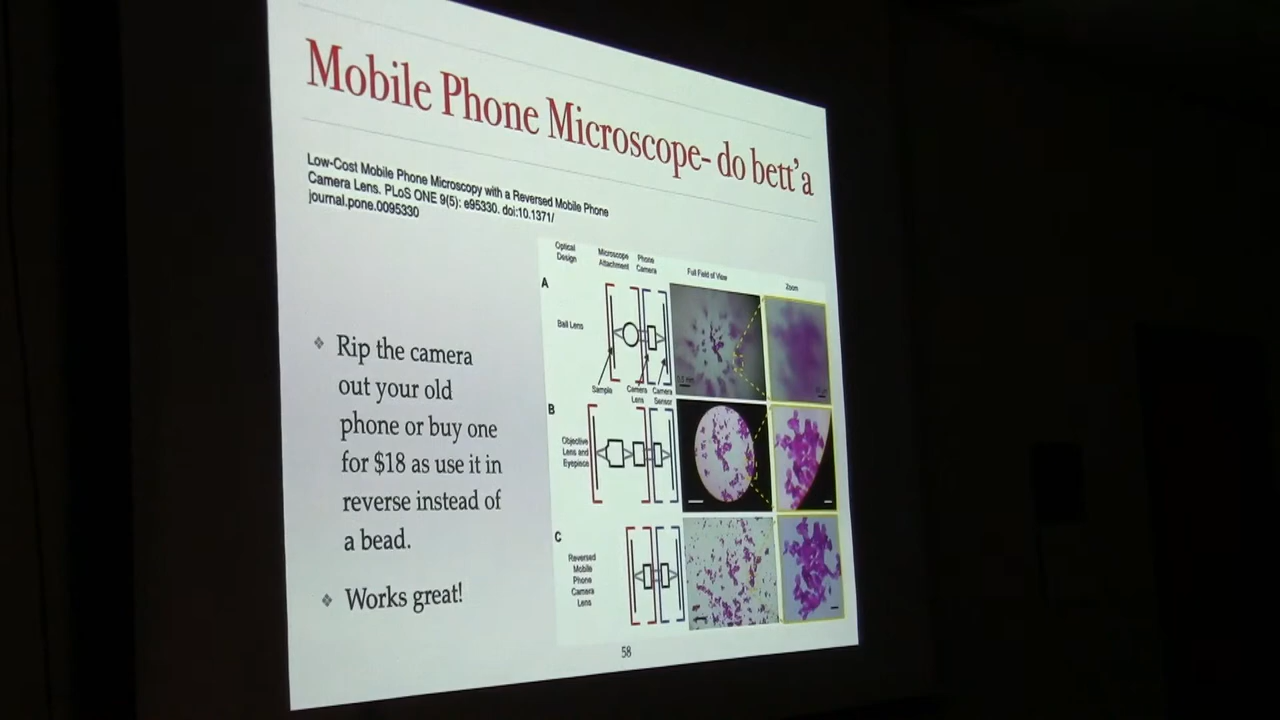 Mobile Phone Microscope- do bett'a
Low-Cost Mobile Phone Microscopy with a Reversed Mobile Phone
Camera Lens. PLoS ONE 9(5): e95330. doi:10.1371/
journal.pone.0095330
❖ Rip the camera
out your old
phone or buy one
for $18 as use it in
reverse instead of
a bead.
❖ Works great!
Optical
Design
Microscope
Attachment
Phone
Camera
Full Field of View
Zoom
A
Ball Lens
Sample
Camera
Lens
Camera
Sensor
B
Objective
Lens and
Eyepiece
C
Reversed
Mobile
Phone
Camera
Lens
58